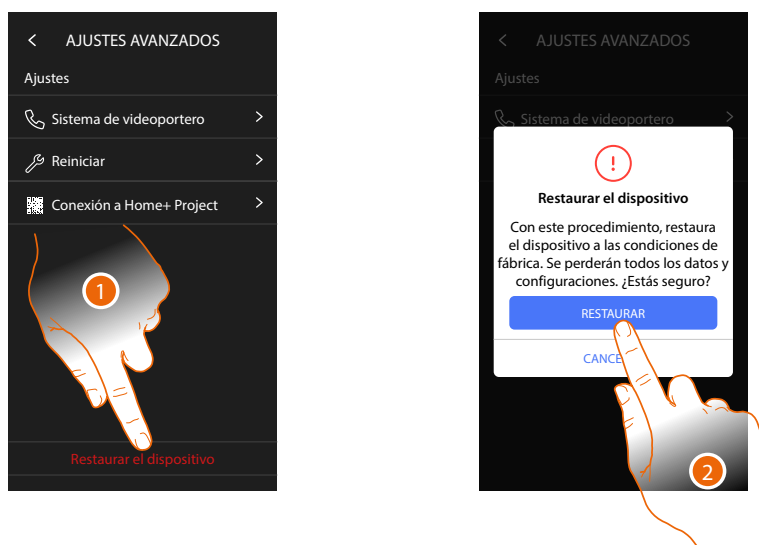 AJUSTES AVANZADOS
Ajustes
Sistema de videoportero
Reiniciar
Conexión a Home+ Project
1
Restaurar el dispositivo
AJUSTES AVANZADOS
Ajustes
Sistema de videoportero
Restaurar el dispositivo
Con este procedimiento, restaura
el dispositivo a las condiciones de
fábrica. Se perderán todos los datos y
configuraciones. ¿Estás seguro?
RESTAURAR
CANCE
2